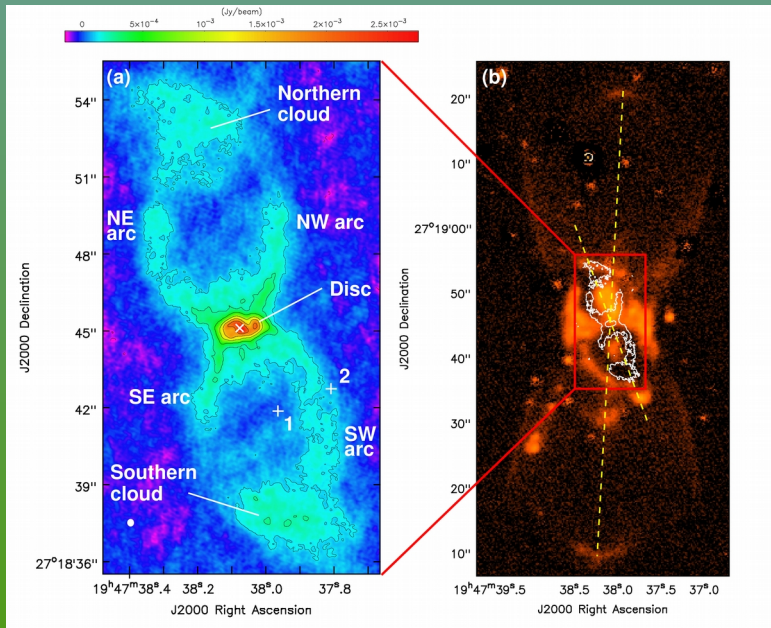 (Jy/beam)
0 5×10⁻⁴ 10⁻³ 1.5×10⁻³ 2×10⁻³ 2.5×10⁻³
(a)
Northern
cloud
NE
arc
NW arc
Disc
SE arc
2
1
SW
arc
Southern
cloud
54"
51"
48"
45"
42"
39"
27°18'36"
J2000 Declination
19ʰ47ᵐ38ˢ.4 38ˢ.2 38ˢ.0 37ˢ.8
J2000 Right Ascension
(b)
20"
10"
27°19'00"
50"
40"
30"
20"
10"
J2000 Declination
19ʰ47ᵐ39ˢ.5 38ˢ.5 38ˢ.0 37ˢ.5 37ˢ.0
J2000 Right Ascension